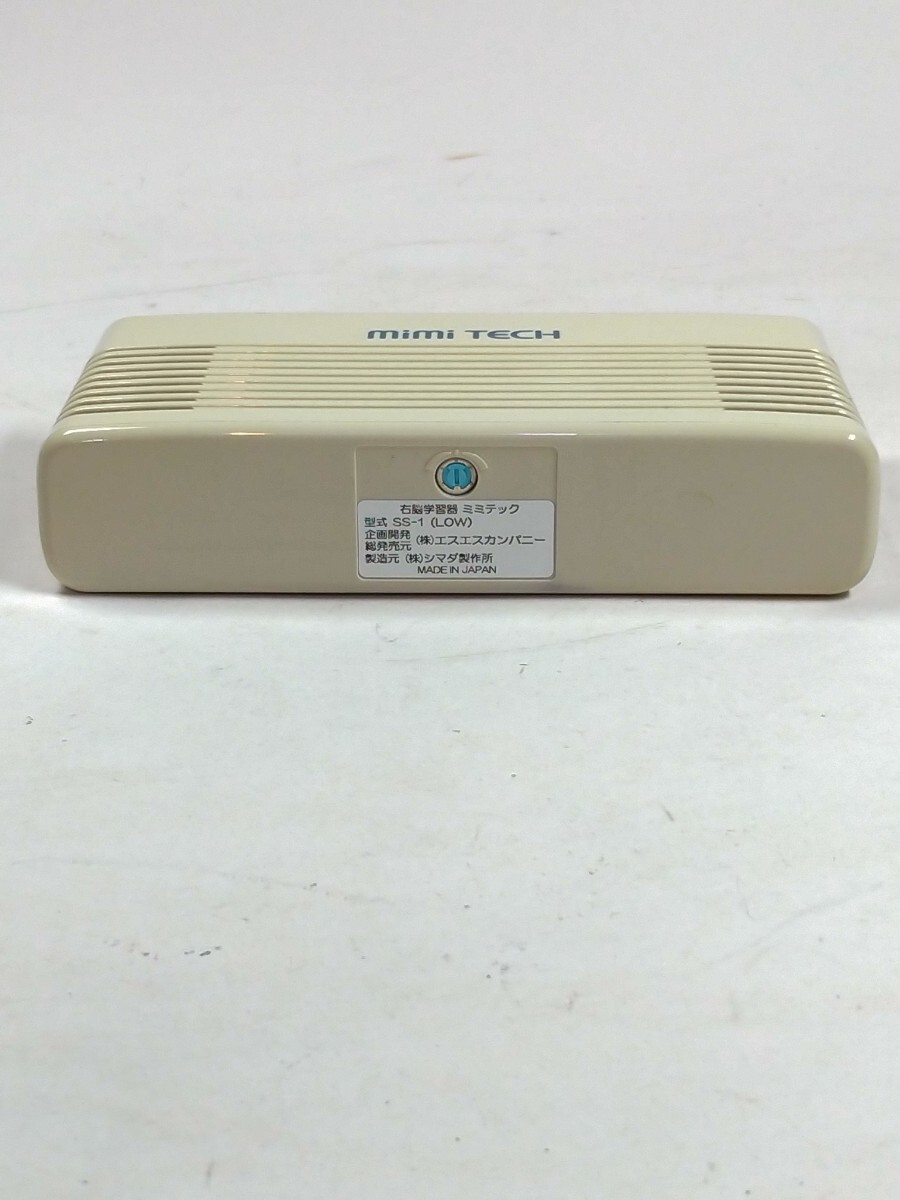 mimi TECH
右脳学習器 ミミテック
型式 SS-1 (LOW)
企画開発
総発売元 (株)エスエスカンパニー
製造元 (株)シマダ製作所
MADE IN JAPAN